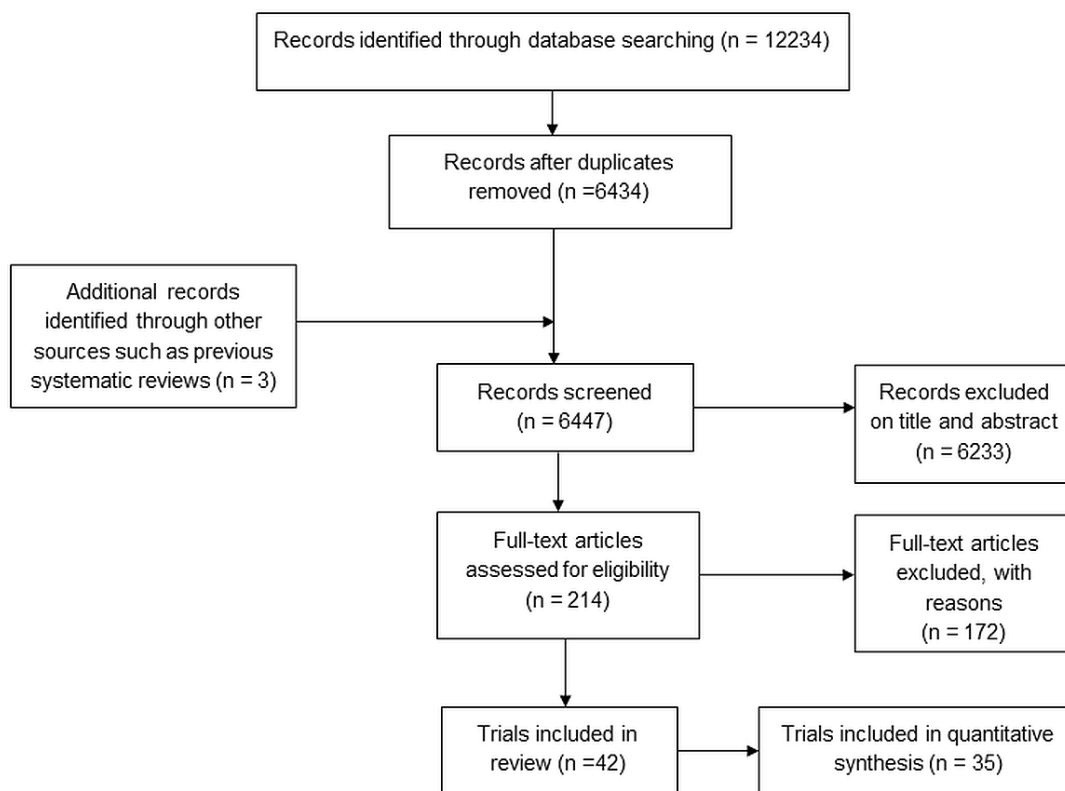 Records identified through database searching (n = 12234)
Records after duplicates
removed (n =6434)
Additional records
identified through other
sources such as previous
systematic reviews (n = 3)
Records screened
(n = 6447)
Records excluded
on title and abstract
(n = 6233)
Full-text articles
assessed for eligibility
(n = 214)
Full-text articles
excluded, with
reasons
(n = 172)
Trials included in
review (n =42)
Trials included in quantitative
synthesis (n = 35)